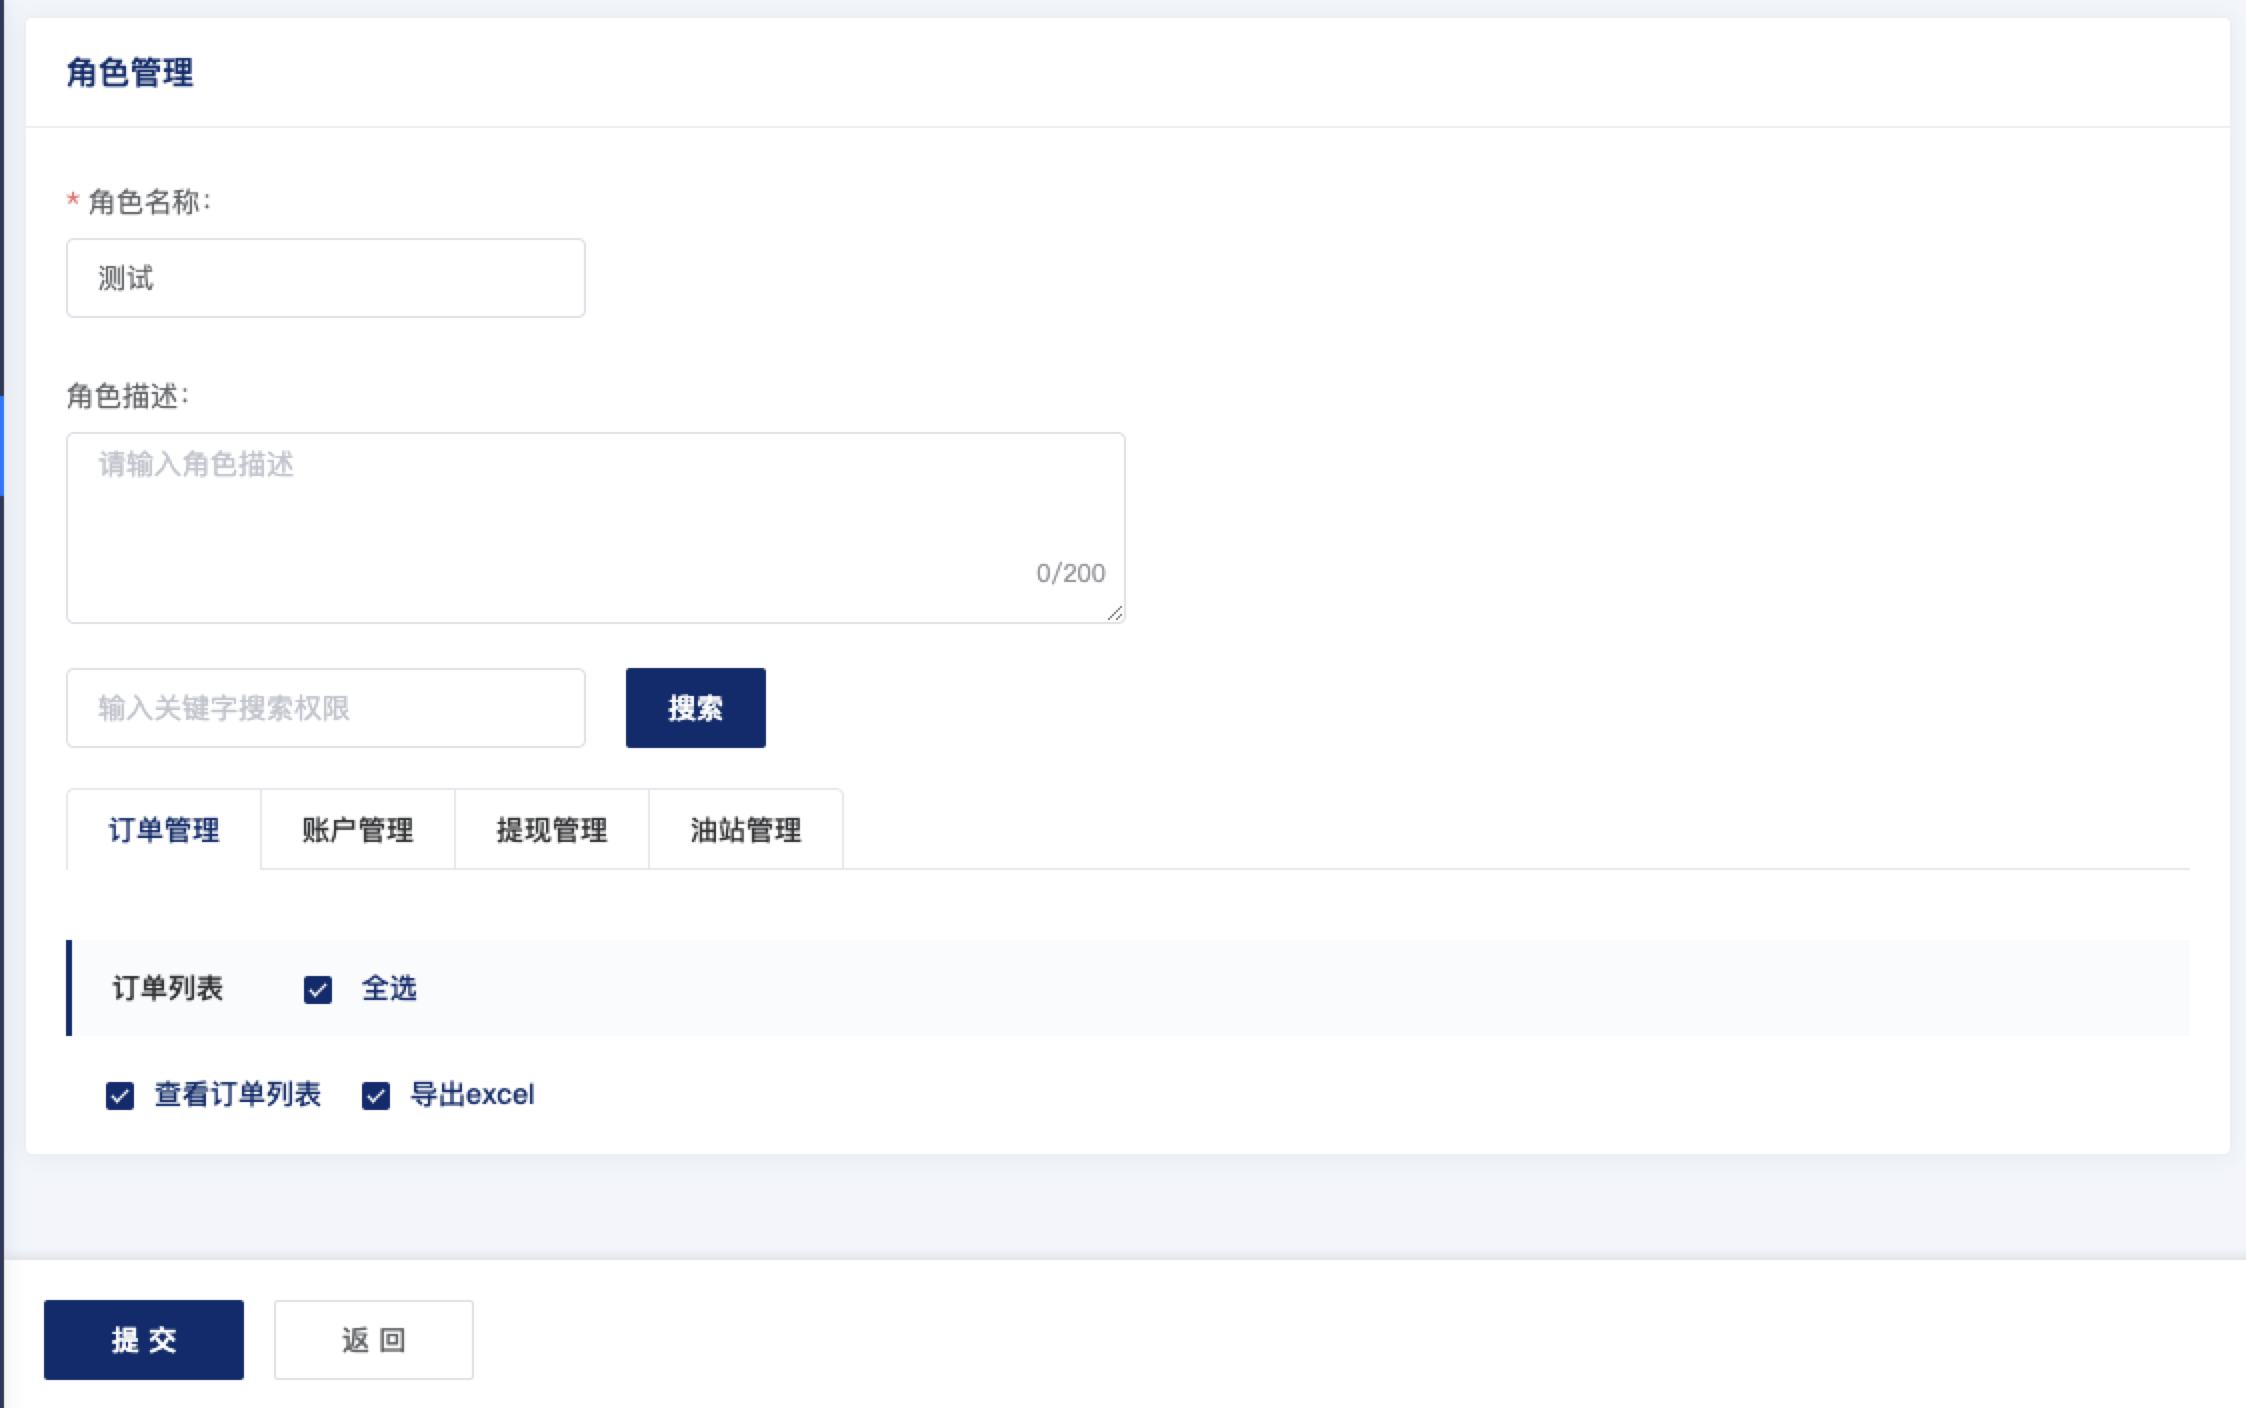 角色管理
* 角色名称:
测试
角色描述:
请输入角色描述
0/200
输入关键字搜索权限 搜索
订单管理 账户管理 提现管理 油站管理
订单列表 全选
查看订单列表 导出excel
提交 返回